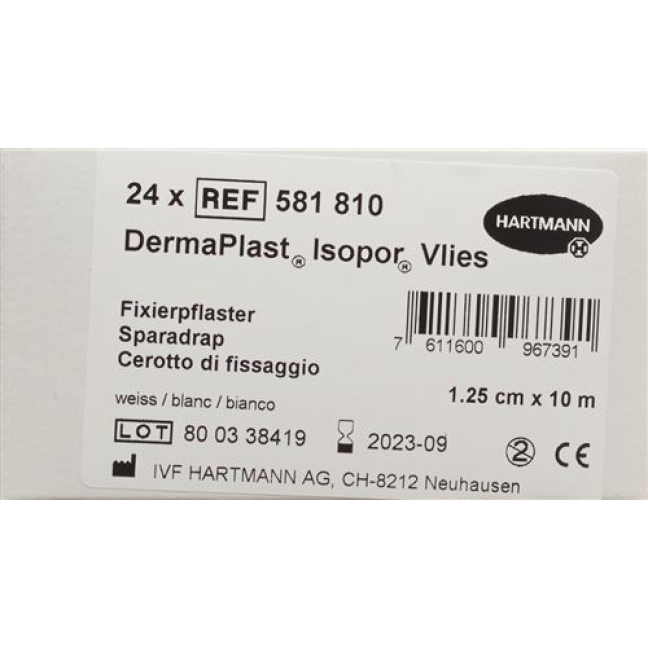 24 x REF 581 810
HARTMANN
DermaPlast® Isopor® Vlies
Fixierpflaster
Sparadrap
Cerotto di fissaggio
7 611600 967391
weiss / blanc / bianco
1.25 cm x 10 m
LOT 80 03 38419 2023-09
2 CE
IVF HARTMANN AG, CH-8212 Neuhausen